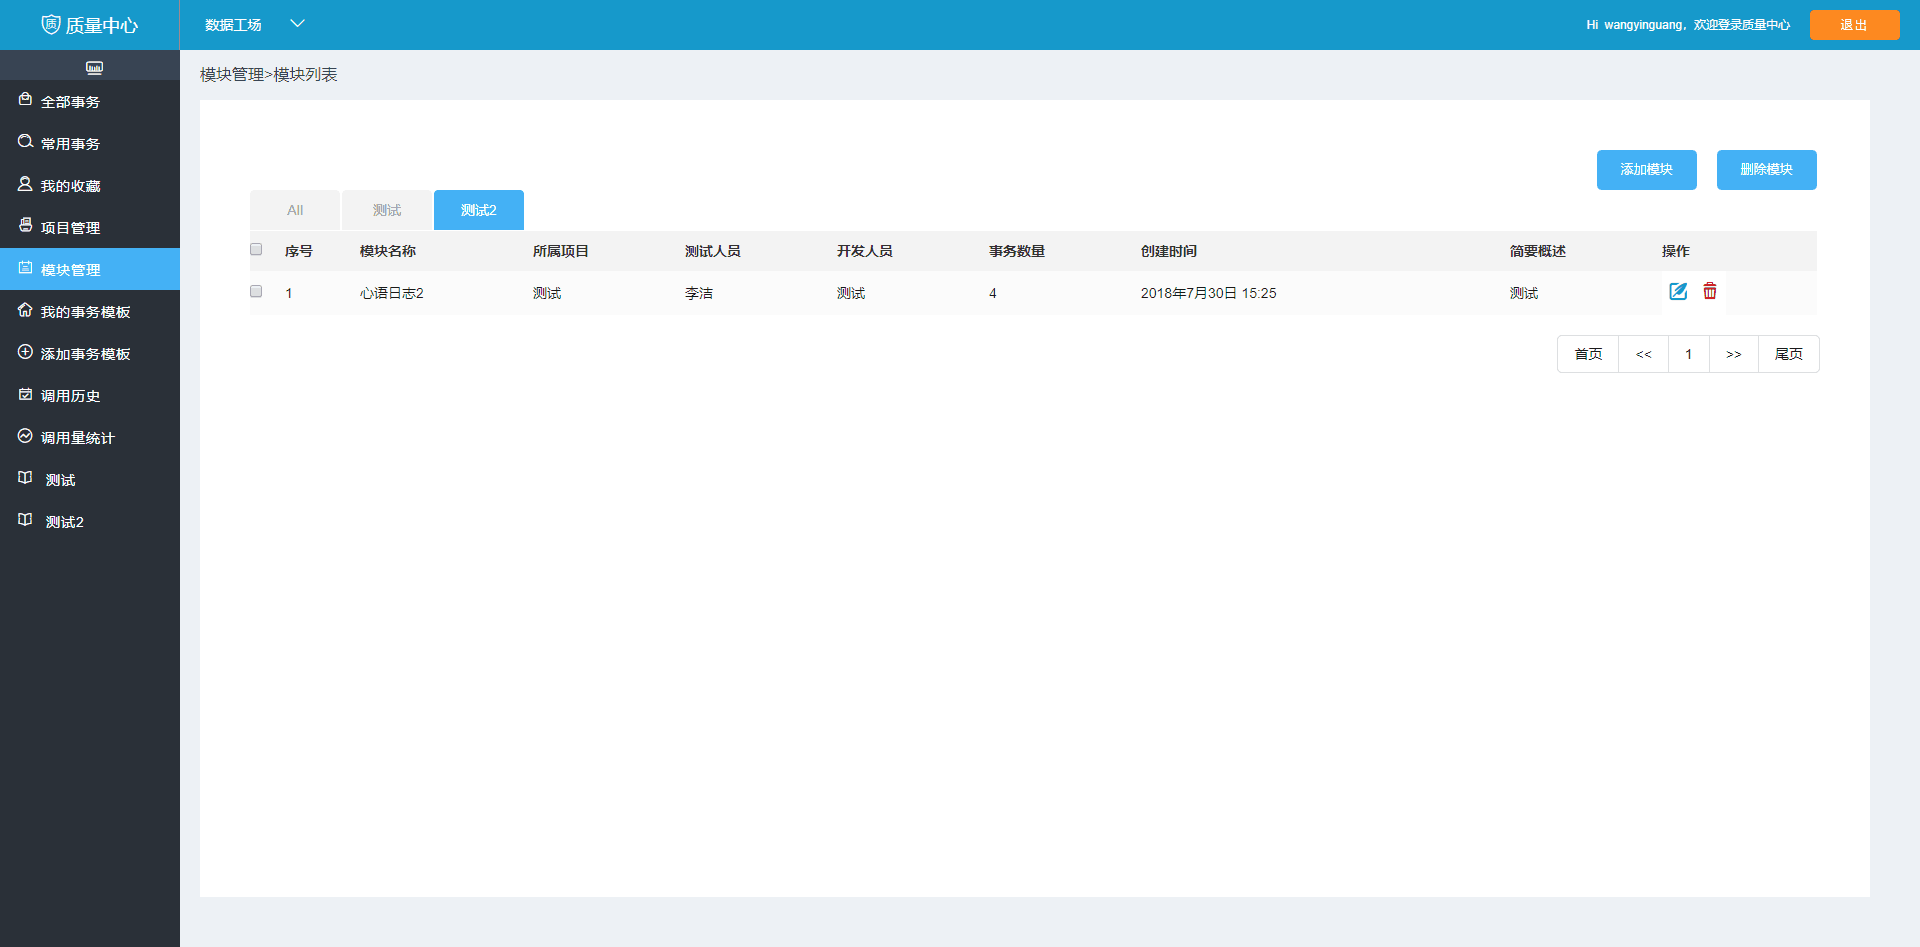 质量中心
数据工场
Hi wangyinguang，欢迎登录质量中心
退出
全部事务
常用事务
我的收藏
项目管理
模块管理
我的事务模板
添加事务模板
调用历史
调用量统计
测试
测试2
模块管理>模块列表
添加模块 删除模块
All 测试 测试2
序号 模块名称 所属项目 测试人员 开发人员 事务数量 创建时间 简要概述 操作
1 心语日志2 测试 李洁 测试 4 2018年7月30日 15:25 测试
首页 << 1 >> 尾页